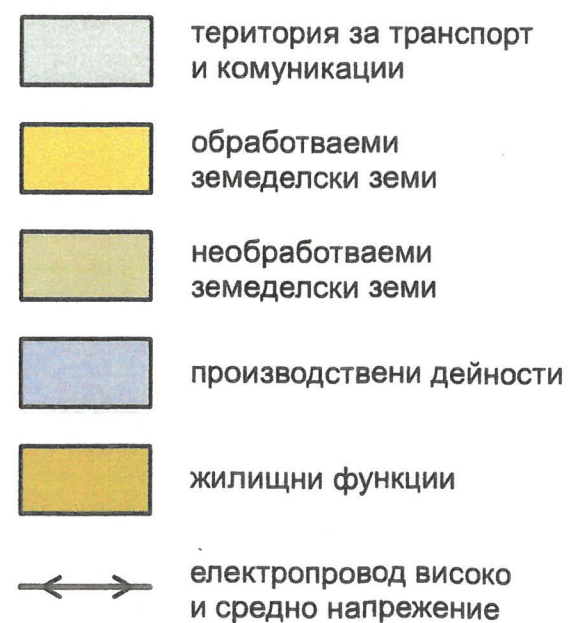 територия за транспорт
и комуникации
обработваеми
земеделски земи
необработваеми
земеделски земи
производствени дейности
жилищни функции
електропровод високо
и средно напрежение